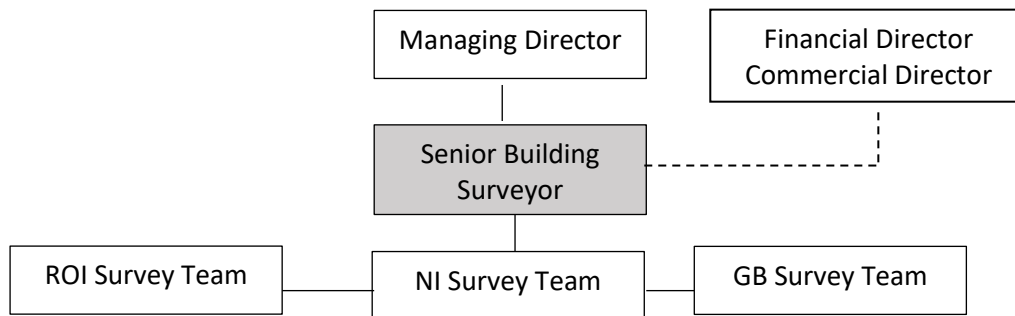 Managing Director
Financial Director
Commercial Director
Senior Building
Surveyor
ROI Survey Team
NI Survey Team
GB Survey Team